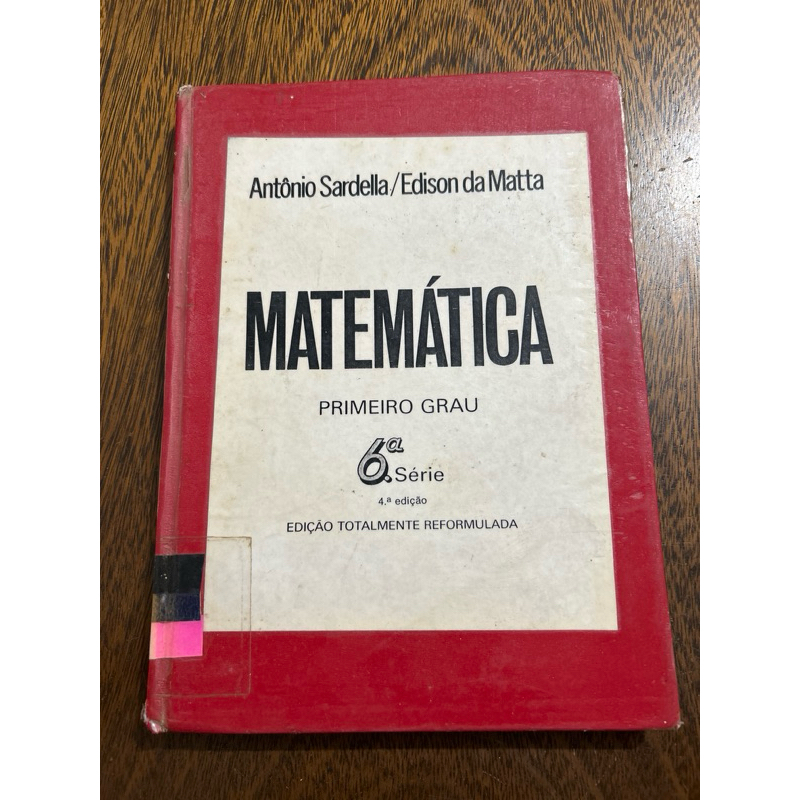 Antônio Sardella/Edison da Matta
MATEMÁTICA
PRIMEIRO GRAU
6ª Série
4.ª edição
EDIÇÃO TOTALMENTE REFORMULADA